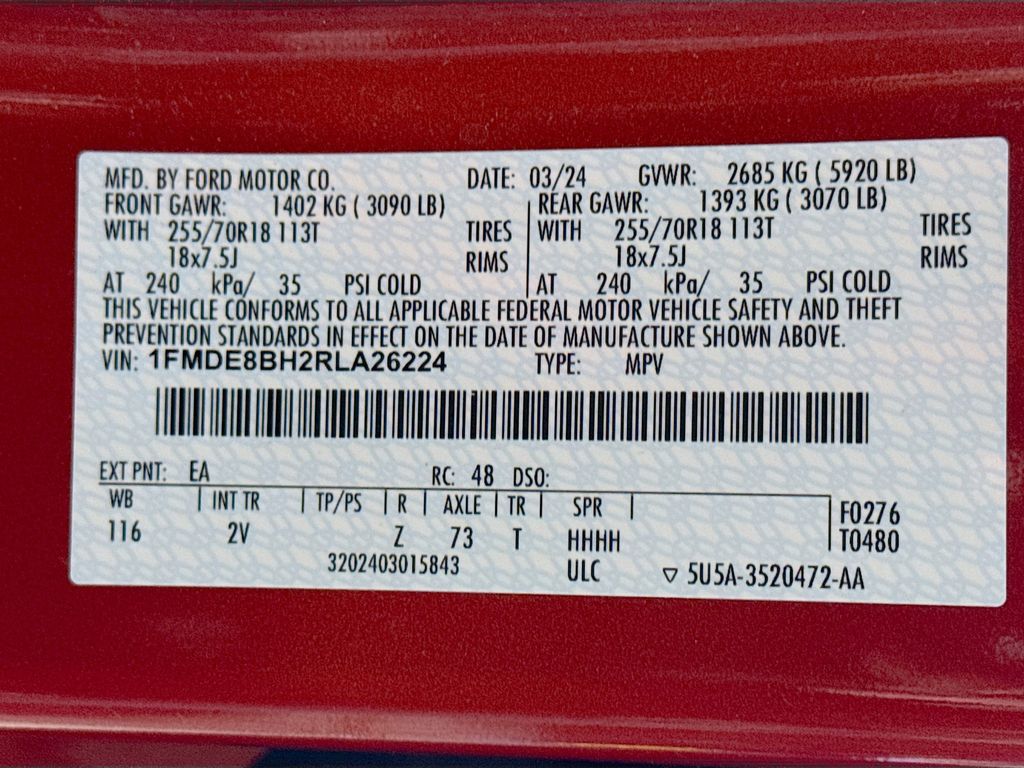 MFD. BY FORD MOTOR CO. DATE: 03/24 GVWR: 2685 KG ( 5920 LB)
FRONT GAWR: 1402 KG ( 3090 LB) REAR GAWR: 1393 KG ( 3070 LB)
WITH 255/70R18 113T TIRES WITH 255/70R18 113T TIRES
18x7.5J RIMS 18x7.5J RIMS
AT 240 kPa/ 35 PSI COLD AT 240 kPa/ 35 PSI COLD
THIS VEHICLE CONFORMS TO ALL APPLICABLE FEDERAL MOTOR VEHICLE SAFETY AND THEFT
PREVENTION STANDARDS IN EFFECT ON THE DATE OF MANUFACTURE SHOWN ABOVE.
VIN: 1FMDE8BH2RLA26224 TYPE: MPV
EXT PNT: EA RC: 48 DSO:
WB INT TR TP/PS R AXLE TR SPR F0276
116 2V Z 73 T HHHH T0480
3202403015843 ULC ▽ 5U5A-3520472-AA